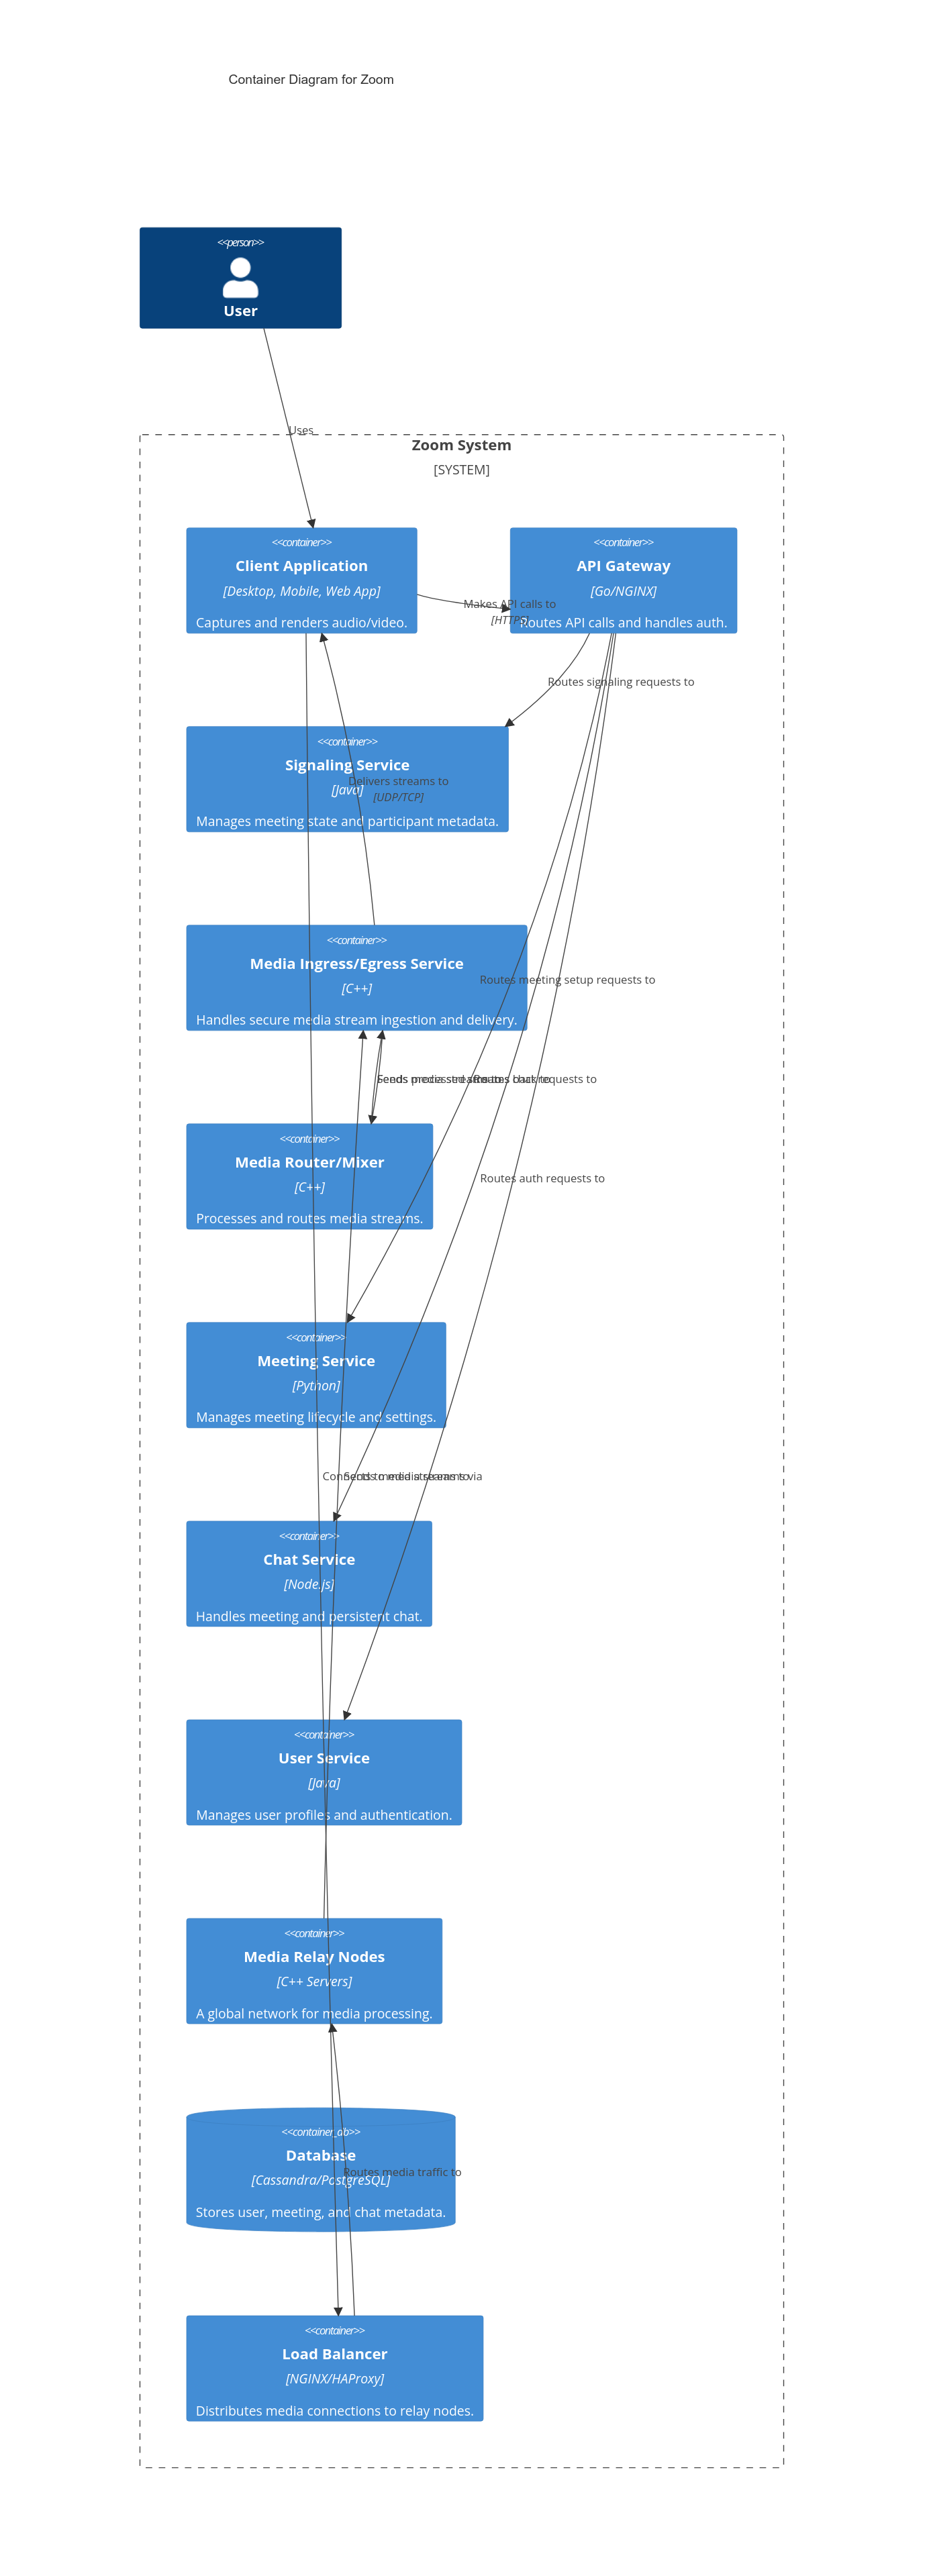 Container Diagram for Zoom
<<person>>
User
Uses
Zoom System
[SYSTEM]
<<container>>
Client Application
[Desktop, Mobile, Web App]
Captures and renders audio/video.
<<container>>
API Gateway
[Go/NGINX]
Routes API calls and handles auth.
Makes API calls to
[HTTPS]
Routes signaling requests to
<<container>>
Signaling Service
[Java]
Manages meeting state and participant metadata.
Delivers streams to
[UDP/TCP]
<<container>>
Media Ingress/Egress Service
[C++]
Handles secure media stream ingestion and delivery.
Routes meeting setup requests to
Sends processed streams back to
Routes chat requests to
<<container>>
Media Router/Mixer
[C++]
Processes and routes media streams.
Routes auth requests to
<<container>>
Meeting Service
[Python]
Manages meeting lifecycle and settings.
Connects to media servers via
Sends media streams to
<<container>>
Chat Service
[Node.js]
Handles meeting and persistent chat.
<<container>>
User Service
[Java]
Manages user profiles and authentication.
<<container>>
Media Relay Nodes
[C++ Servers]
A global network for media processing.
<<container_db>>
Database
[Cassandra/PostgreSQL]
Stores user, meeting, and chat metadata.
Routes media traffic to
<<container>>
Load Balancer
[NGINX/HAProxy]
Distributes media connections to relay nodes.